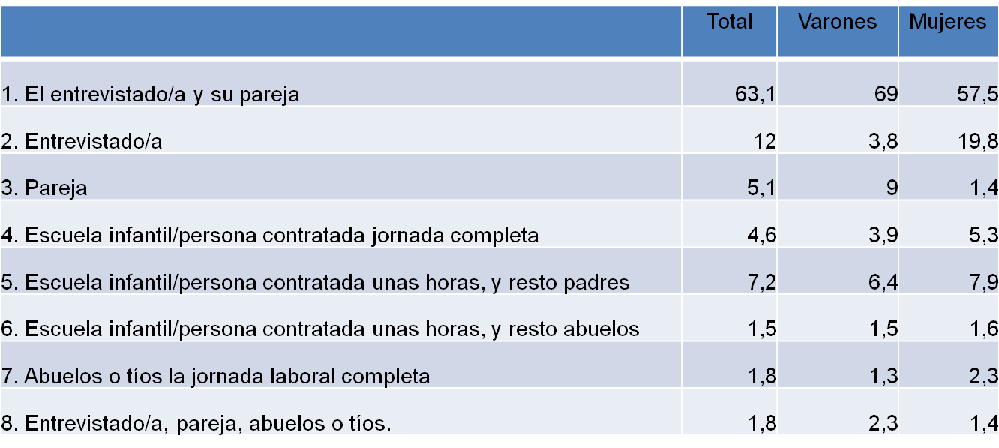 Total Varones Mujeres
1. El entrevistado/a y su pareja 63,1 69 57,5
2. Entrevistado/a 12 3,8 19,8
3. Pareja 5,1 9 1,4
4. Escuela infantil/persona contratada jornada completa 4,6 3,9 5,3
5. Escuela infantil/persona contratada unas horas, y resto padres 7,2 6,4 7,9
6. Escuela infantil/persona contratada unas horas, y resto abuelos 1,5 1,5 1,6
7. Abuelos o tíos la jornada laboral completa 1,8 1,3 2,3
8. Entrevistado/a, pareja, abuelos o tíos. 1,8 2,3 1,4